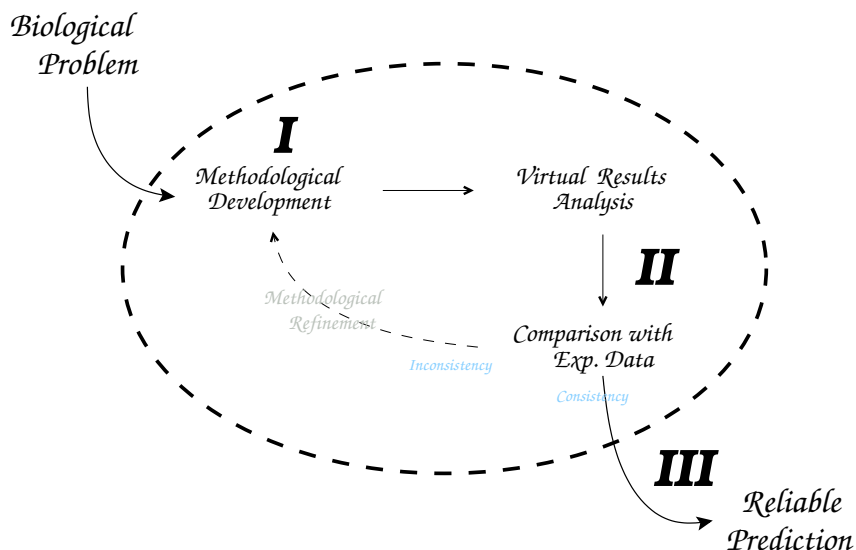 Biological
Problem
I
Methodological
Development
Virtual Results
Analysis
II
Methodological
Refinement
Comparison with
Exp. Data
Inconsistency
Consistency
III
Reliable
Prediction